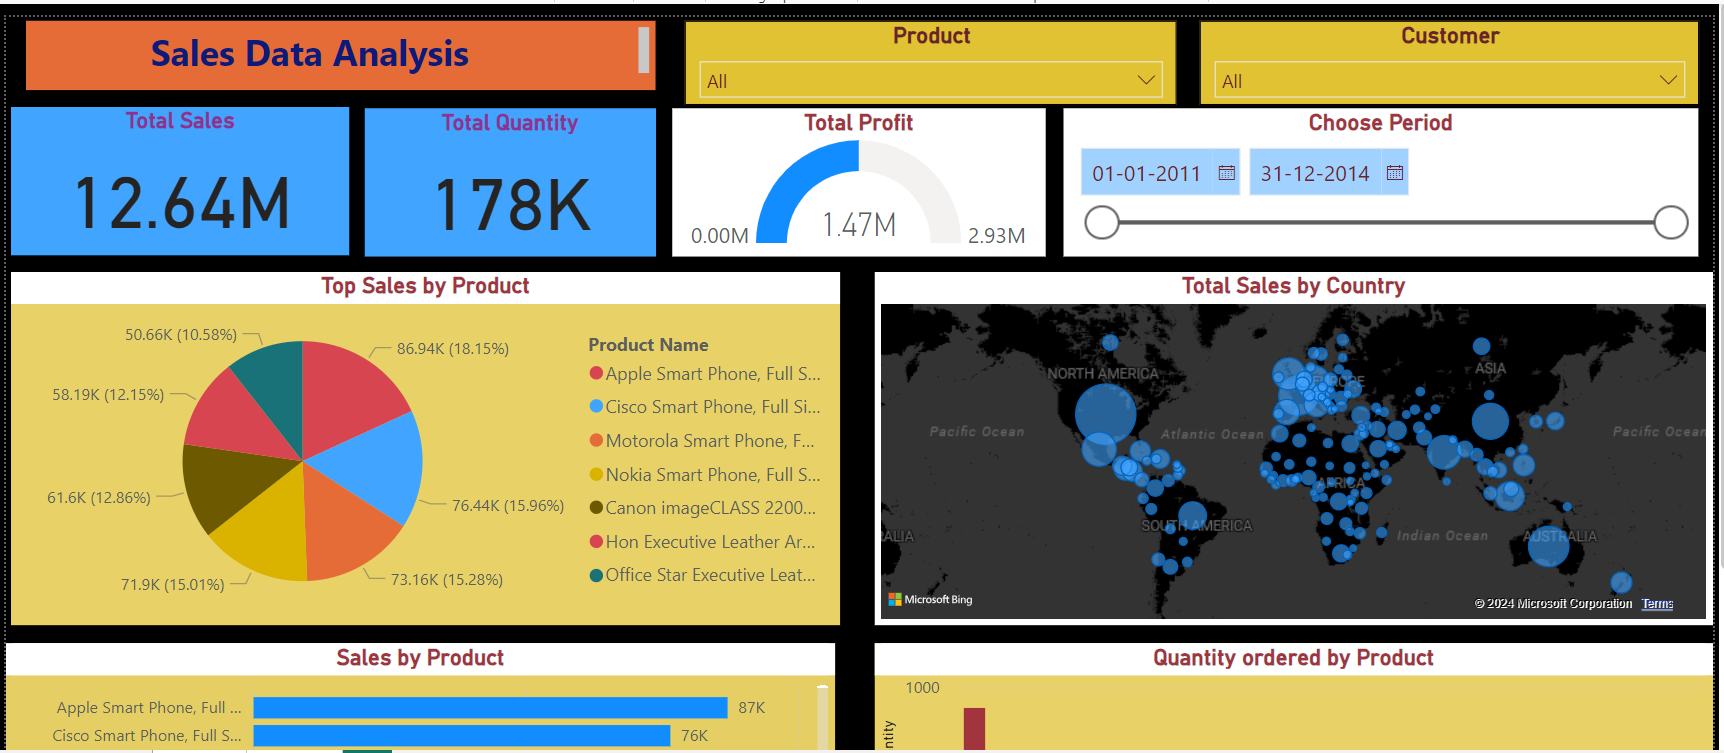 Sales Data Analysis
Product
All
Customer
All
Total Sales
12.64M
Total Quantity
178K
Total Profit
0.00M
1.47M
2.93M
Choose Period
01-01-2011
31-12-2014
Top Sales by Product
50.66K (10.58%)
86.94K (18.15%)
58.19K (12.15%)
61.6K (12.86%)
76.44K (15.96%)
71.9K (15.01%)
73.16K (15.28%)
Product Name
Apple Smart Phone, Full S...
Cisco Smart Phone, Full Si...
Motorola Smart Phone, F...
Nokia Smart Phone, Full S...
Canon imageCLASS 2200...
Hon Executive Leather Ar...
Office Star Executive Leat...
Total Sales by Country
NORTH AMERICA
EUROPE
ASIA
Pacific Ocean
Atlantic Ocean
Pacific Ocean
AFRICA
SOUTH AMERICA
Indian Ocean
RALIA
AUSTRALIA
Microsoft Bing
© 2024 Microsoft Corporation Terms
Sales by Product
Apple Smart Phone, Full ...
87K
Cisco Smart Phone, Full S...
76K
Quantity ordered by Product
1000
ntity